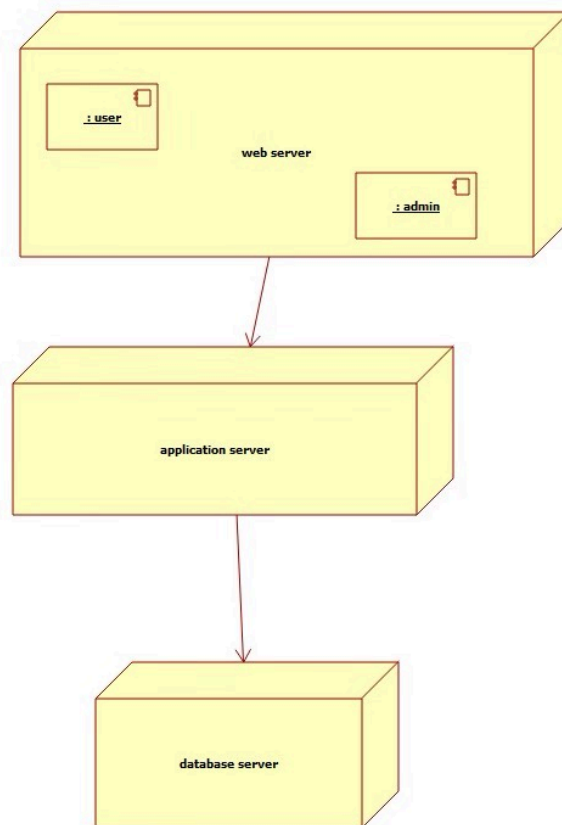 : user
web server
: admin
application server
database server